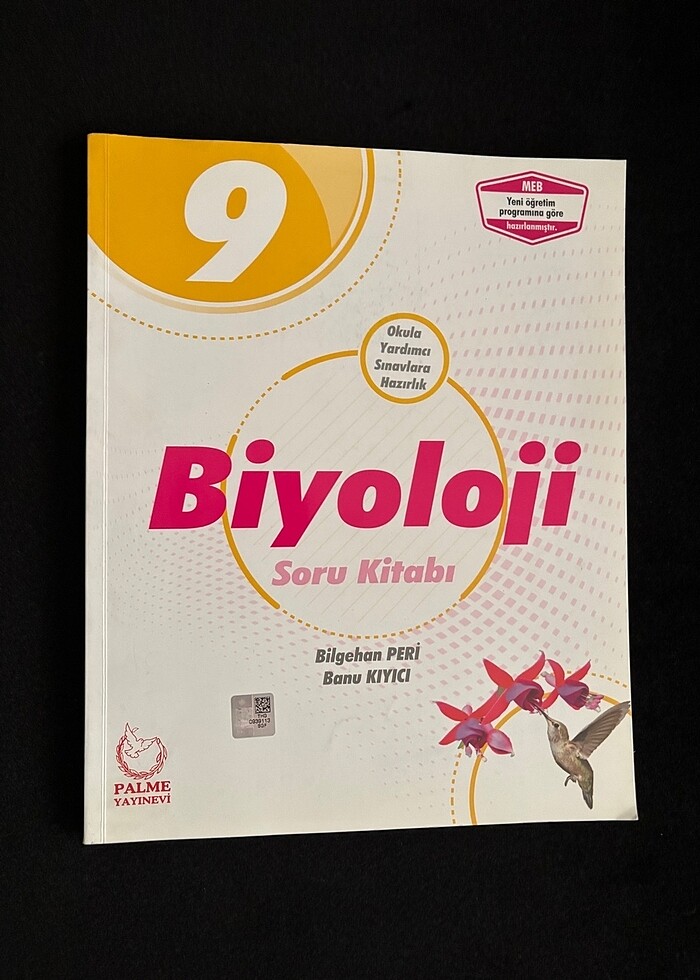 9
MEB
Yeni öğretim
programına göre
hazırlanmıştır.
Okula
Yardımcı
Sınavlara
Hazırlık
Biyoloji
Soru Kitabı
Bilgehan PERİ
Banu KIYICI
PALME
YAYINEVİ